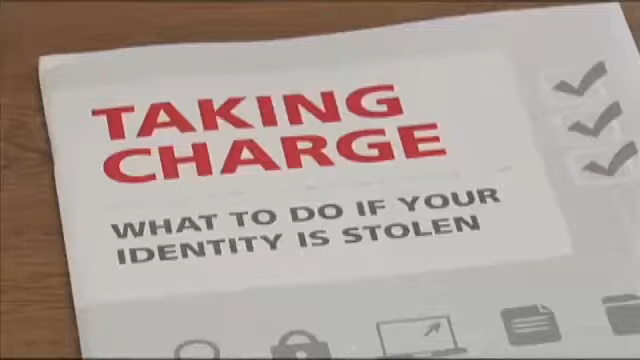 TAKING
CHARGE
WHAT TO DO IF YOUR
IDENTITY IS STOLEN